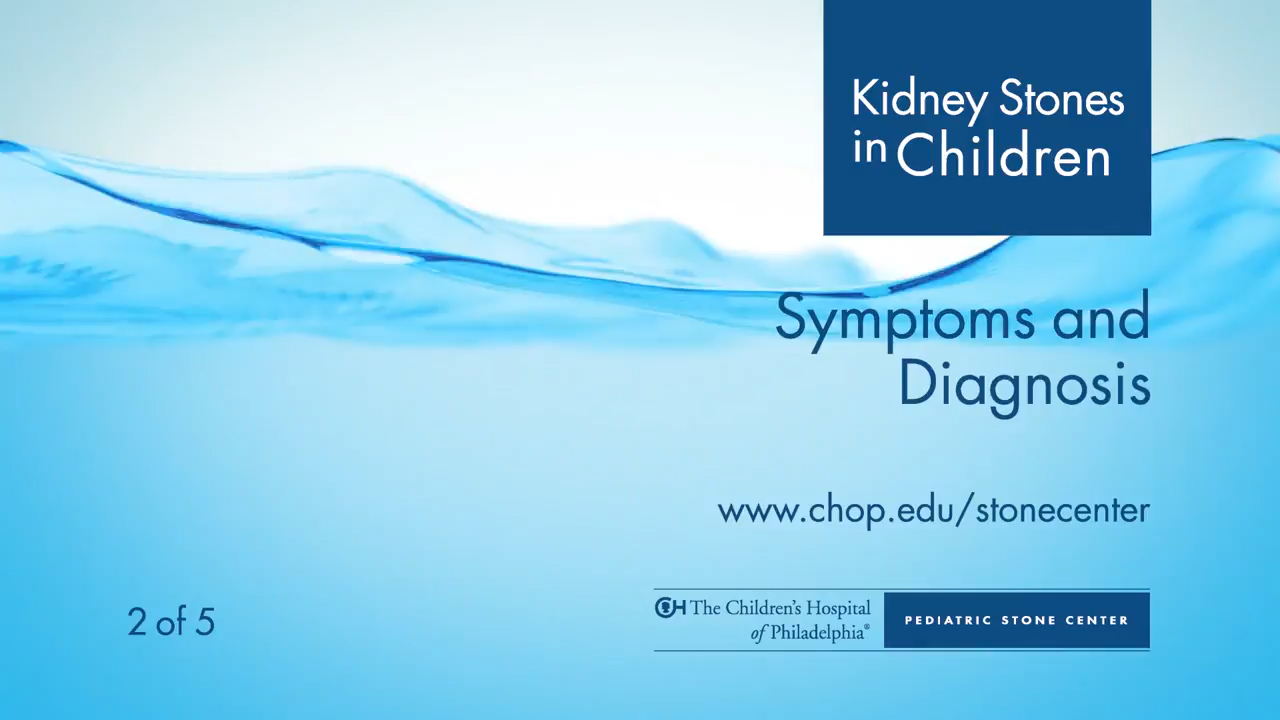 Kidney Stones
in Children
Symptoms and
Diagnosis
www.chop.edu/stonecenter
2 of 5
CH The Children's Hospital
of Philadelphia®
PEDIATRIC STONE CENTER